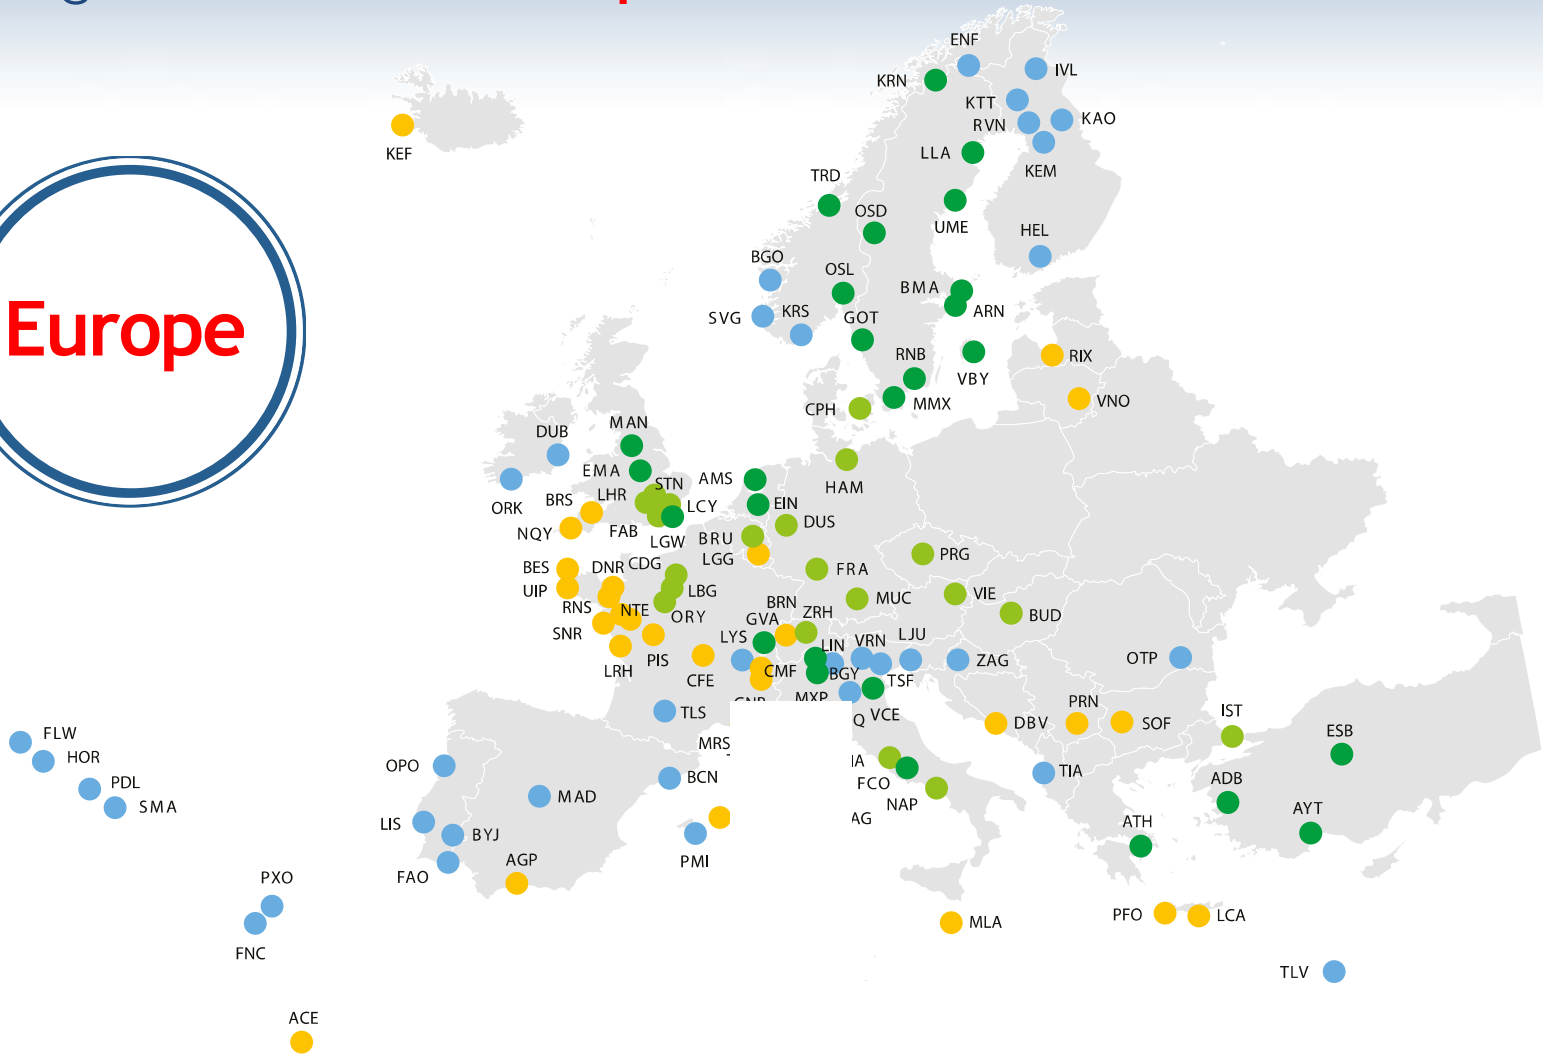 ENF
KRN
IVL
KTT
KAO
RVN
KEF
LLA
KEM
TRD
OSD
UME
HEL
BGO
OSL
BMA
ARN
SVG
KRS
GOT
Europe
RNB
RIX
VBY
VNO
CPH
MMX
MAN
DUB
EMA
STN
AMS
HAM
LHR
BRS
ORK
LCY
EIN
DUS
NQY
FAB
LGW
BRU
LGG
PRG
BES
DNR
CDG
FRA
UIP
LBG
MUC
VIE
RNS
NTE
BRN
ZRH
ORY
GVA
BUD
SNR
LYS
LIN
VRN
LJU
LRH
PIS
ZAG
OTP
CFE
CMF
BGY
TSF
MXP
PRN
IST
TLS
VCE
DBV
SOF
FLW
ESB
MRS
HOR
OPO
FCO
TIA
BCN
PDL
ADB
MAD
NAP
SMA
AYT
LIS
ATH
BYJ
AGP
PMI
FAO
PXO
PFO
LCA
MLA
FNC
TLV
ACE